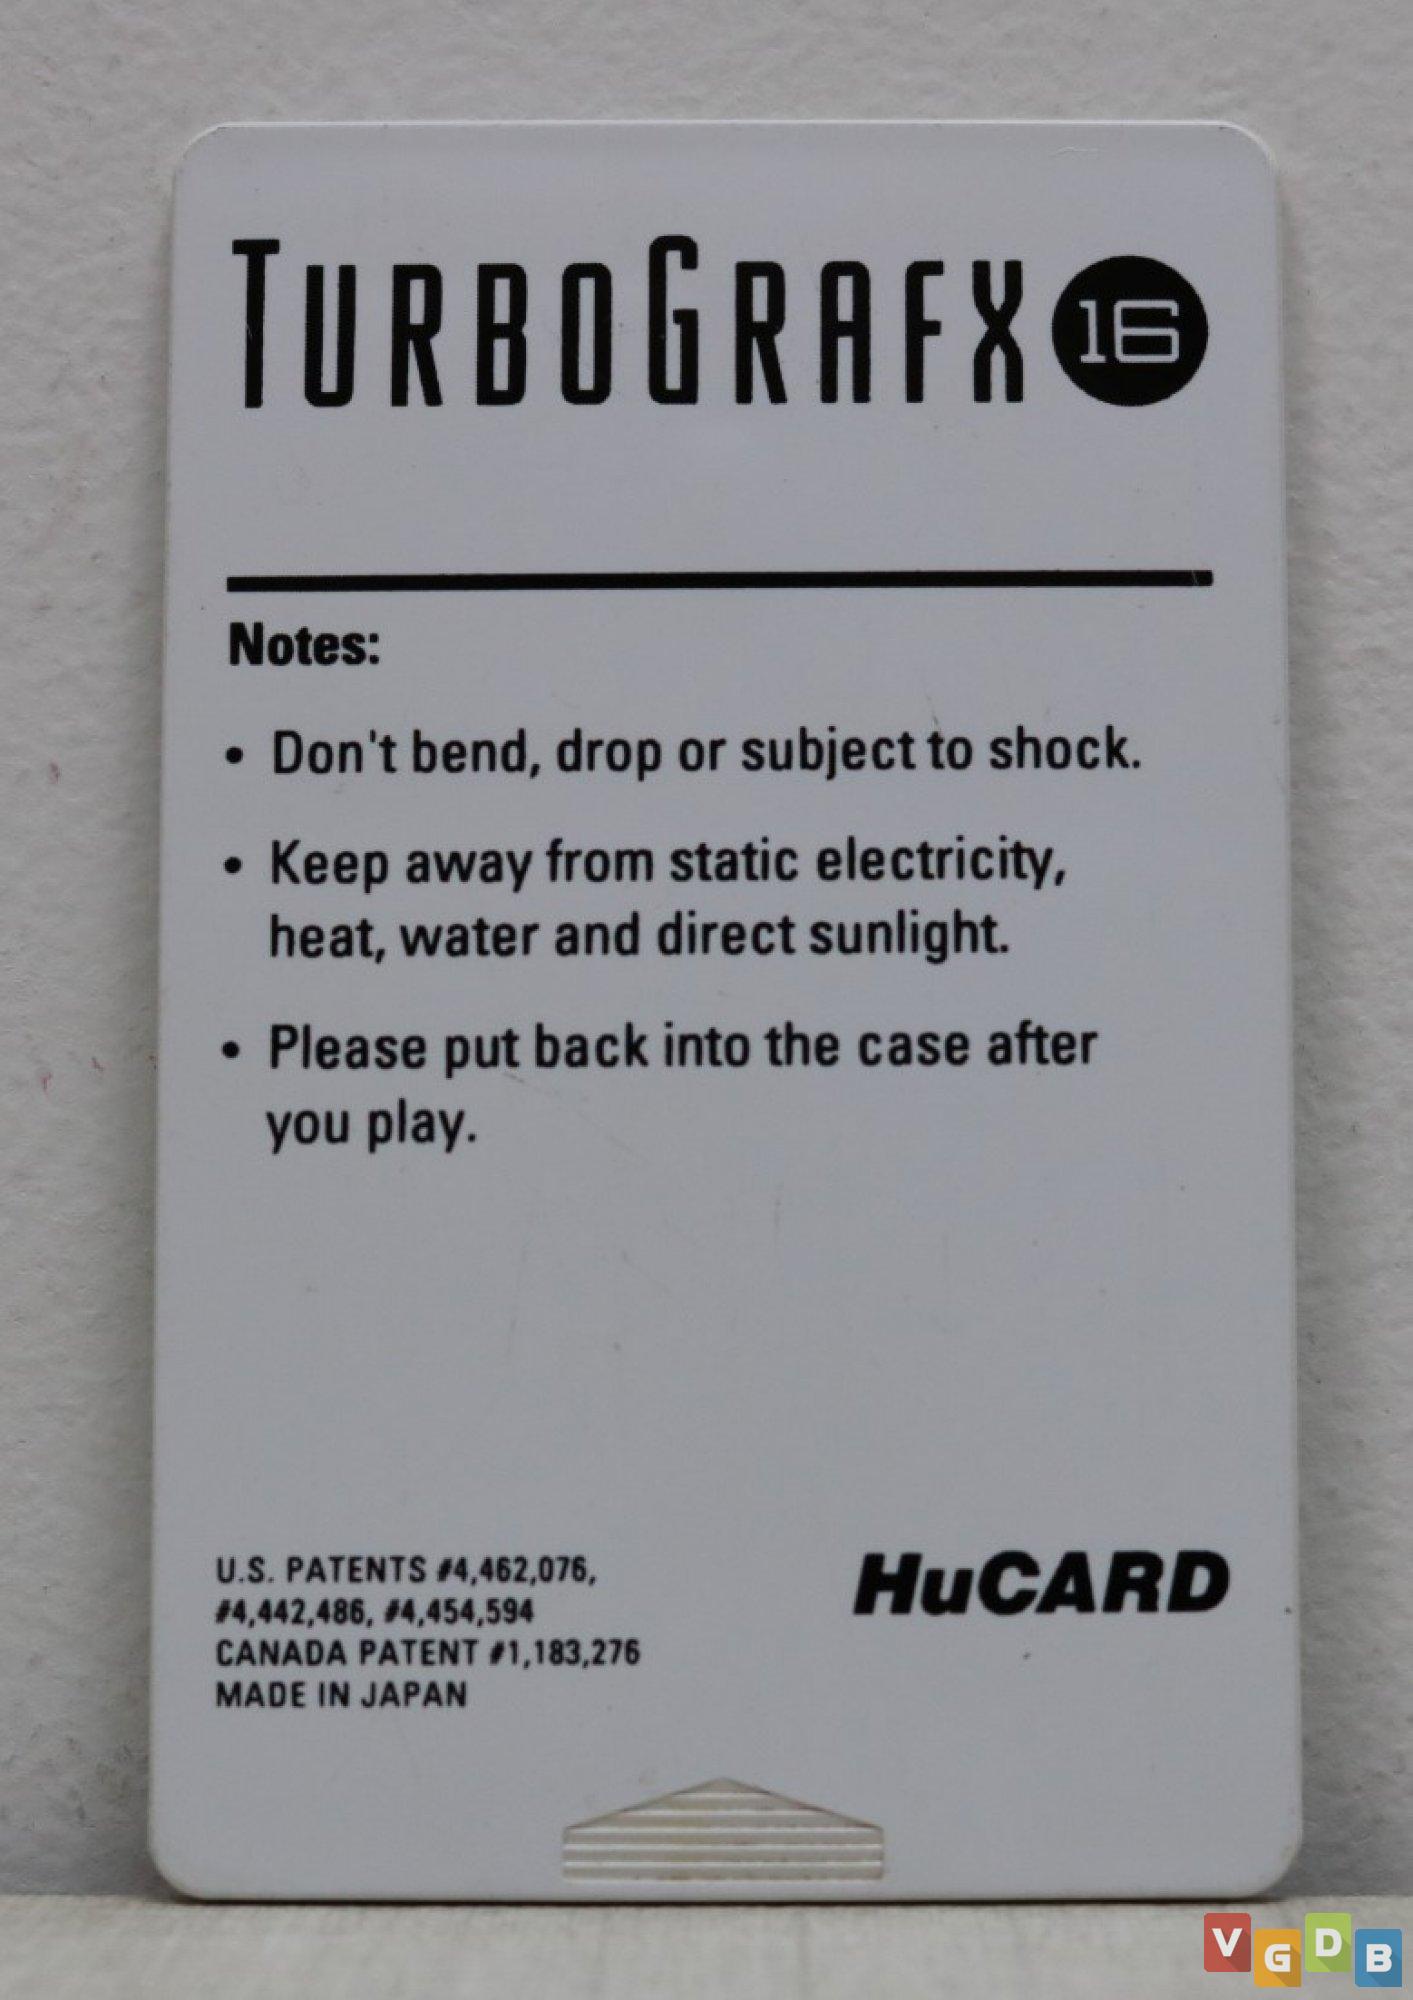 TURBOGRAFX 16
Notes:
• Don't bend, drop or subject to shock.
• Keep away from static electricity,
heat, water and direct sunlight.
• Please put back into the case after
you play.
U.S. PATENTS #4,462,076,
#4,442,486, #4,454,594
CANADA PATENT #1,183,276
MADE IN JAPAN
HuCARD
VGDB